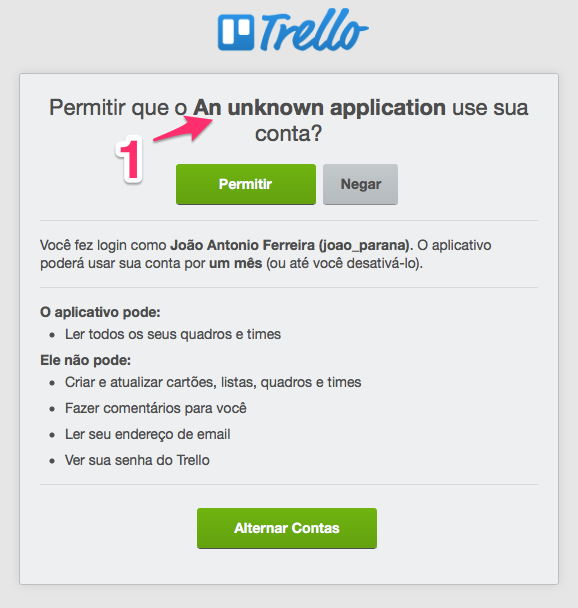 Trello
Permitir que o An unknown application use sua
conta?
1
Permitir
Negar
Você fez login como João Antonio Ferreira (joao_parana). O aplicativo
poderá usar sua conta por um mês (ou até você desativá-lo).
O aplicativo pode:
• Ler todos os seus quadros e times
Ele não pode:
• Criar e atualizar cartões, listas, quadros e times
• Fazer comentários para você
• Ler seu endereço de email
• Ver sua senha do Trello
Alternar Contas